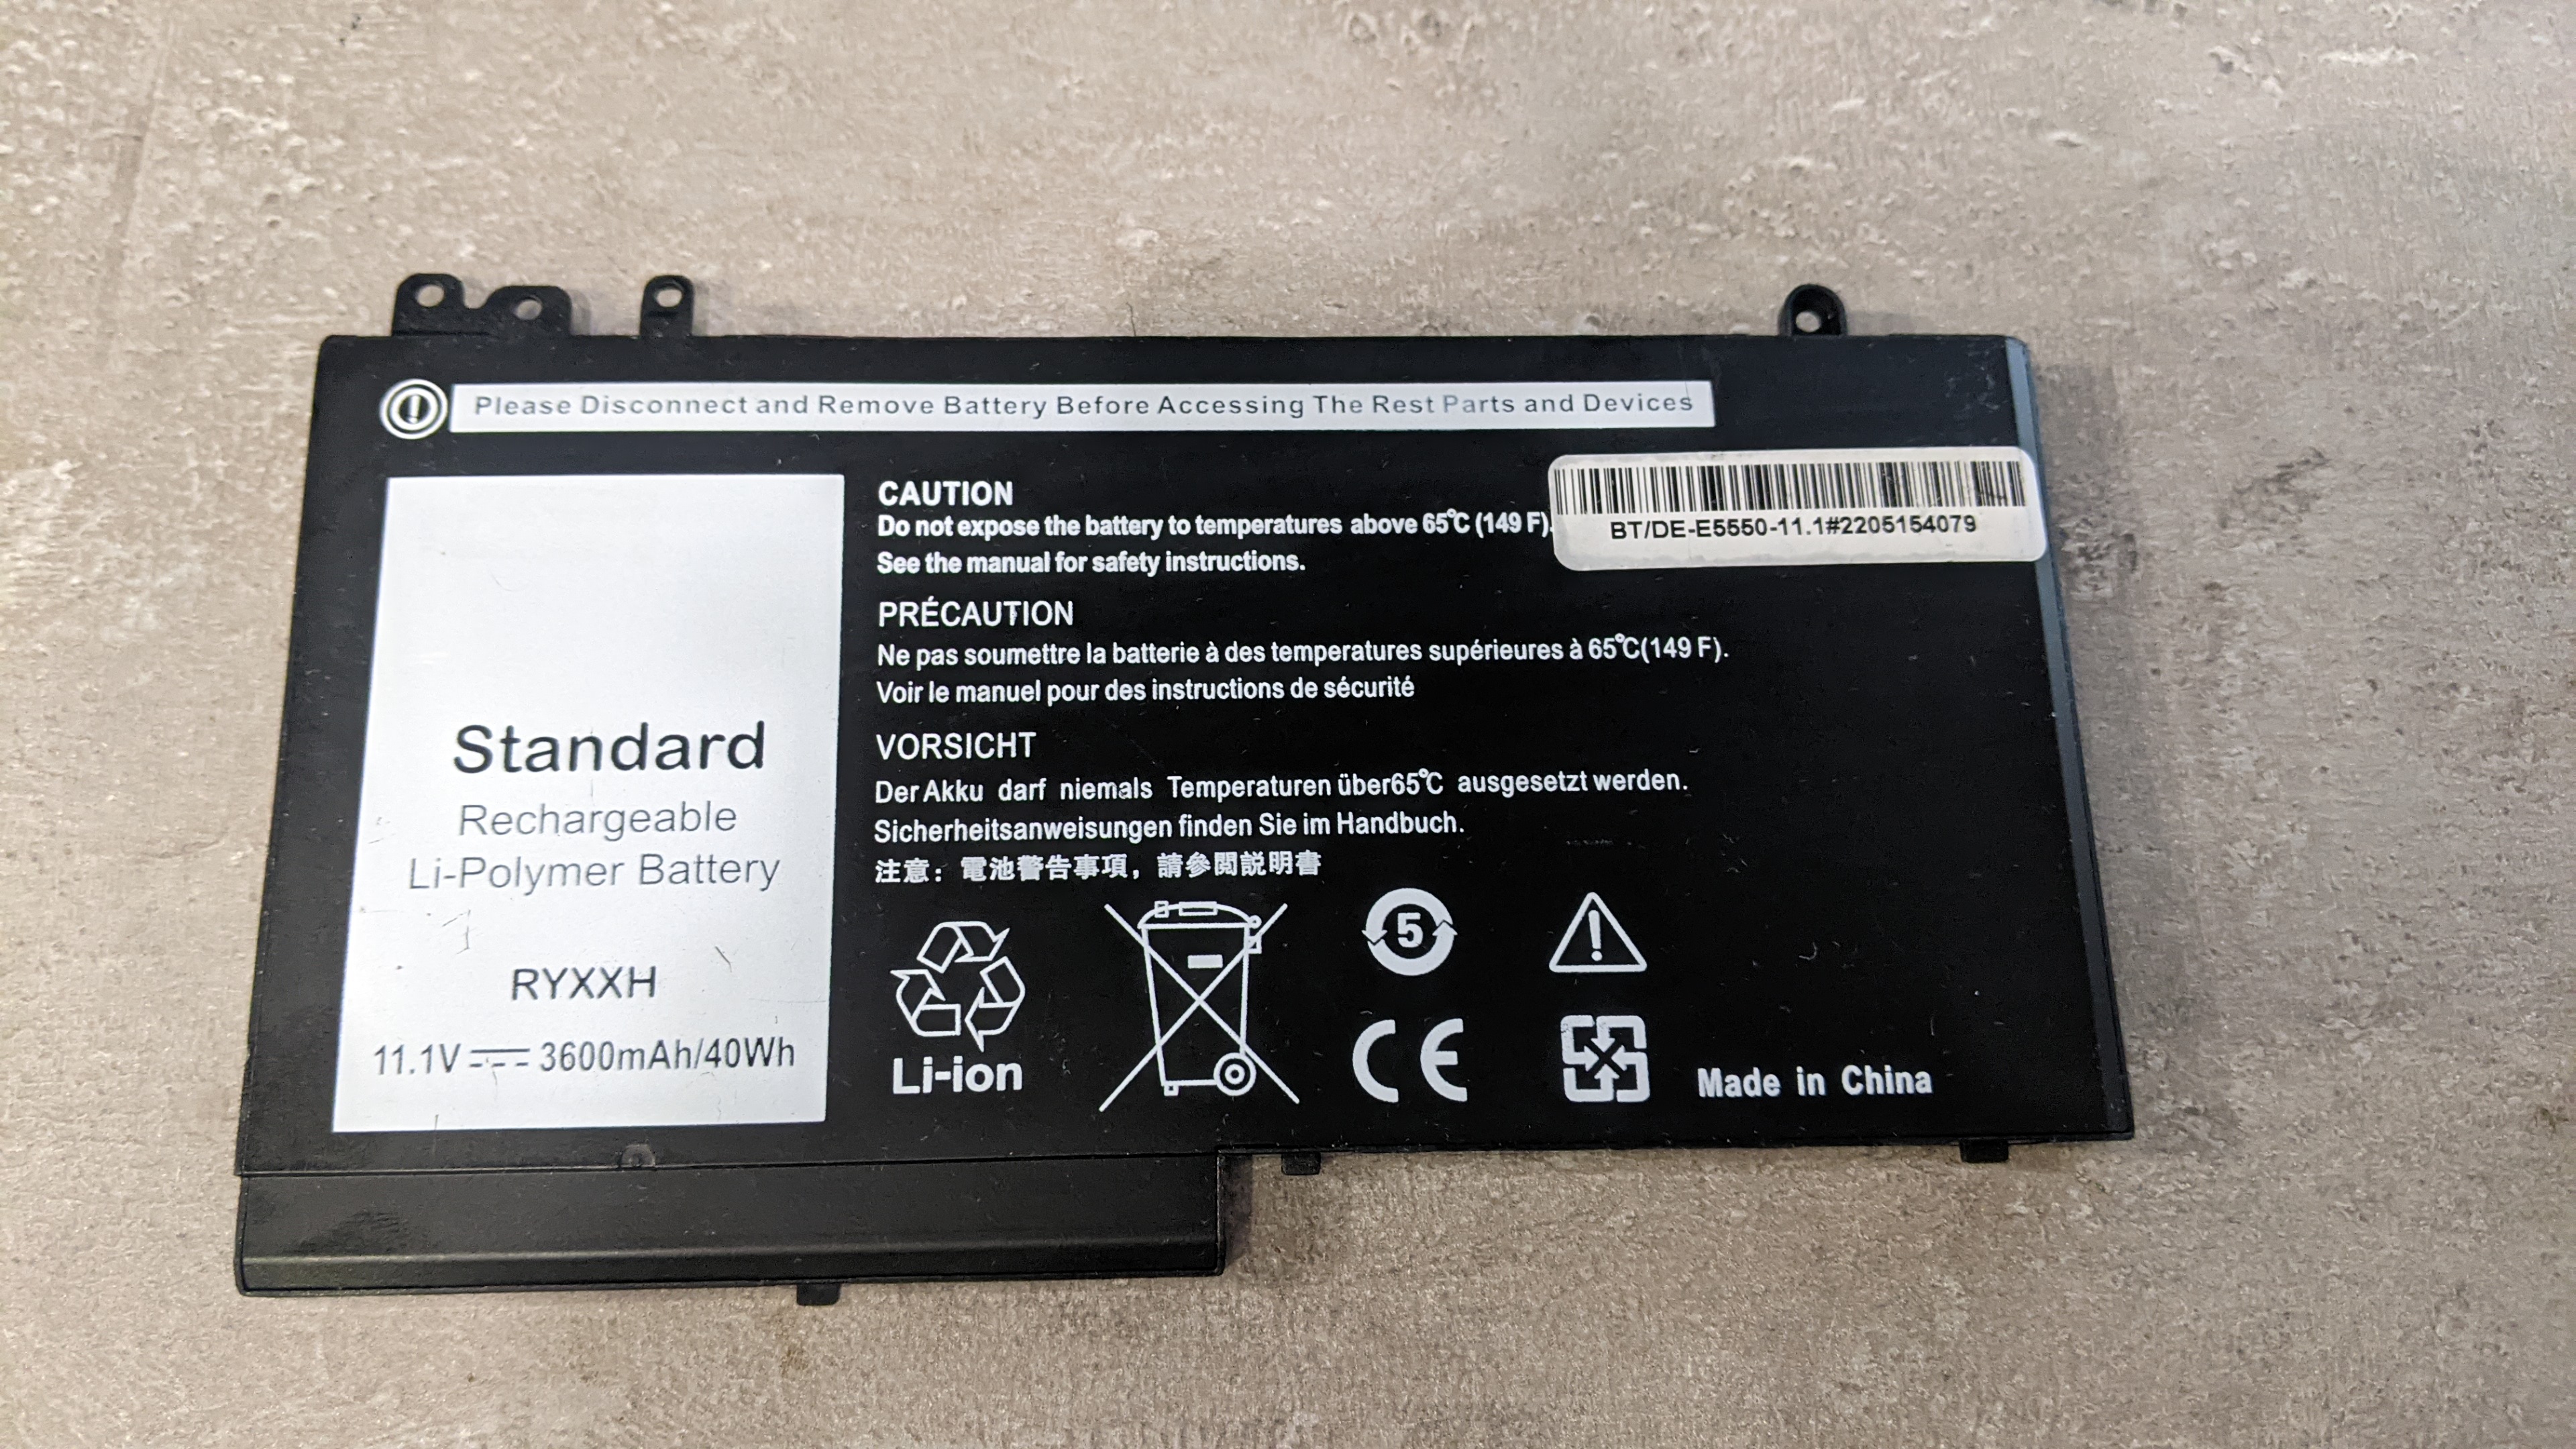 Please Disconnect and Remove Battery Before Accessing The Rest Parts and Devices
Standard
Rechargeable
Li-Polymer Battery
RYXXH
11.1V 3600mAh/40Wh
CAUTION
Do not expose the battery to temperatures above 65℃ (149 F).
See the manual for safety instructions.
PRÉCAUTION
Ne pas soumettre la batterie à des temperatures supérieures à 65℃(149 F).
Voir le manuel pour des instructions de sécurité
VORSICHT
Der Akku darf niemals Temperaturen über65℃ ausgesetzt werden.
Sicherheitsanweisungen finden Sie im Handbuch.
注意：電池警告事項，請參閱説明書
BT/DE-E5550-11.1#2205154079
5
Li-ion
CE
Made in China